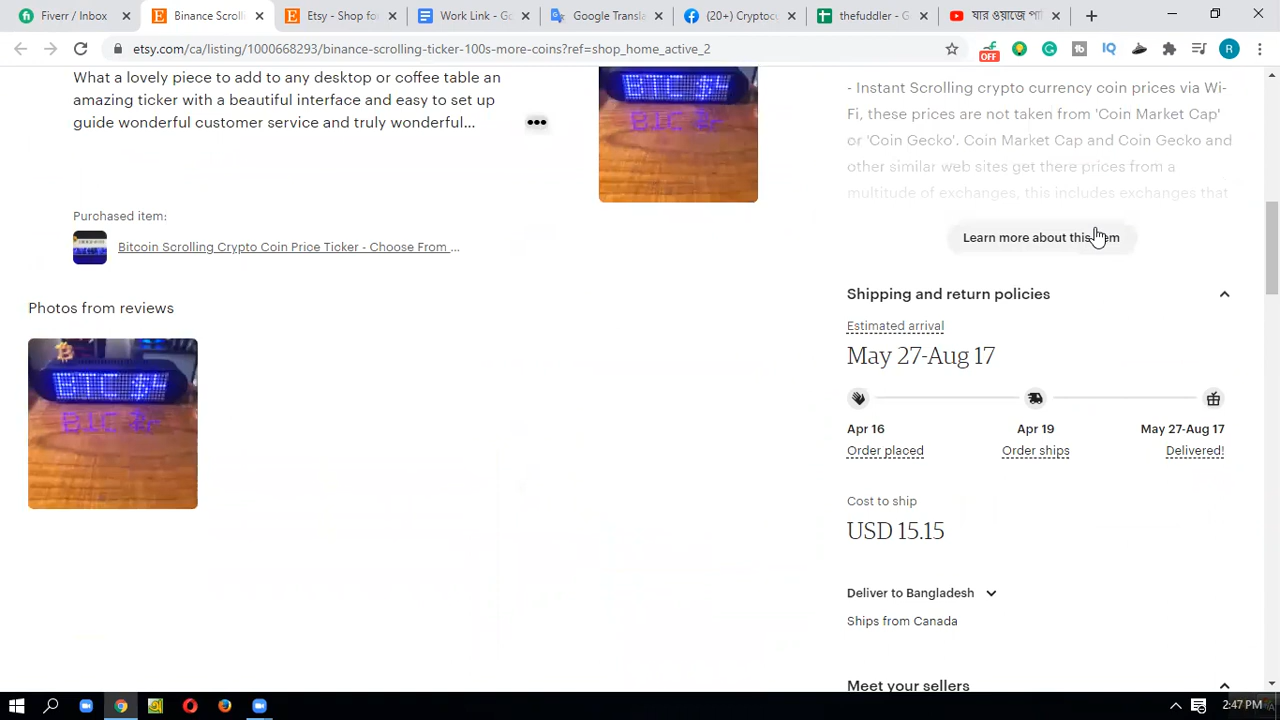 Fiverr / Inbox
Binance Scrolli
Etsy - Shop for
Work Link - Go
Google Transla
(20+) Cryptoc
thefuddler - G
যার ওয়াজে পা
etsy.com/ca/listing/1000668293/binance-scrolling-ticker-100s-more-coins?ref=shop_home_active_2
OFF
IQ
R
What a lovely piece to add to any desktop or coffee table an
amazing ticker with a beautiful interface and easy to set up
guide wonderful customer service and truly wonderful...
- Instant Scrolling crypto currency coin prices via Wi-
Fi, these prices are not taken from 'Coin Market Cap'
or 'Coin Gecko'. Coin Market Cap and Coin Gecko and
other similar web sites get there prices from a
multitude of exchanges, this includes exchanges that
Learn more about this item
Purchased item:
Bitcoin Scrolling Crypto Coin Price Ticker - Choose From ...
Photos from reviews
Shipping and return policies
Estimated arrival
May 27-Aug 17
Apr 16
Apr 19
May 27-Aug 17
Order placed
Order ships
Delivered!
Cost to ship
USD 15.15
Deliver to Bangladesh
Ships from Canada
Meet your sellers
2:47 PM